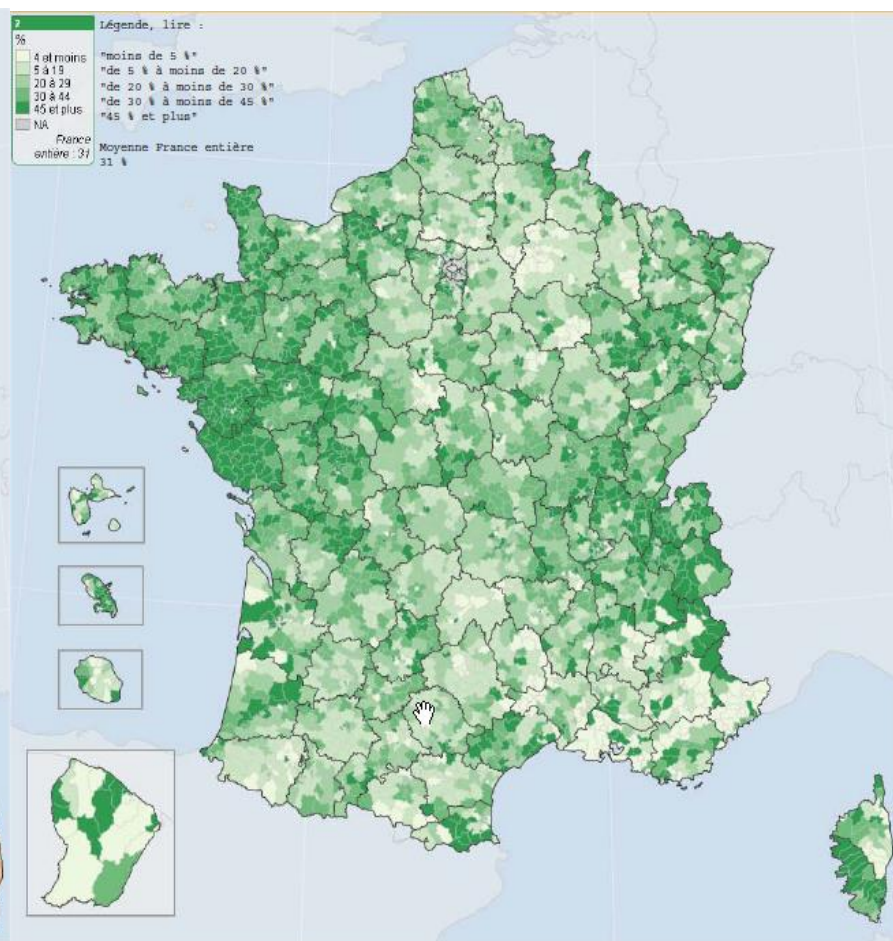 2
%
4 et moins
5 à 19
20 à 29
30 à 44
45 et plus
NA
France
entière : 31
Légende, lire :
"moins de 5 %"
"de 5 % à moins de 20 %"
"de 20 % à moins de 30 %"
"de 30 % à moins de 45 %"
"45 % et plus"
Moyenne France entière
31 %